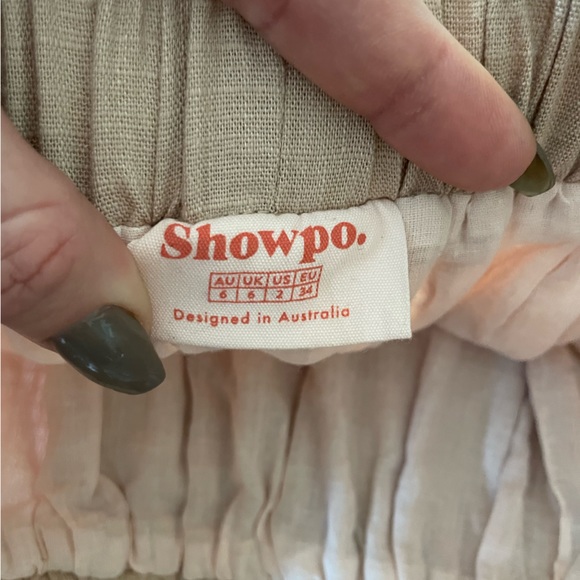 Showpo.
AU UK US EU
6 6 2 34
Designed in Australia